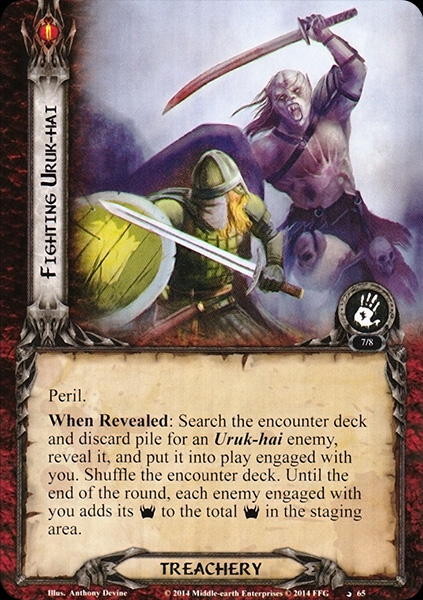 FIGHTING URUK-HAI
7/8
Peril.
When Revealed: Search the encounter deck
and discard pile for an Uruk-hai enemy,
reveal it, and put it into play engaged with
you. Shuffle the encounter deck. Until the
end of the round, each enemy engaged with
you adds its to the total in the staging
area.
TREACHERY
Illus. Anthony Devine © 2014 Middle-earth Enterprises © 2014 FFG 65